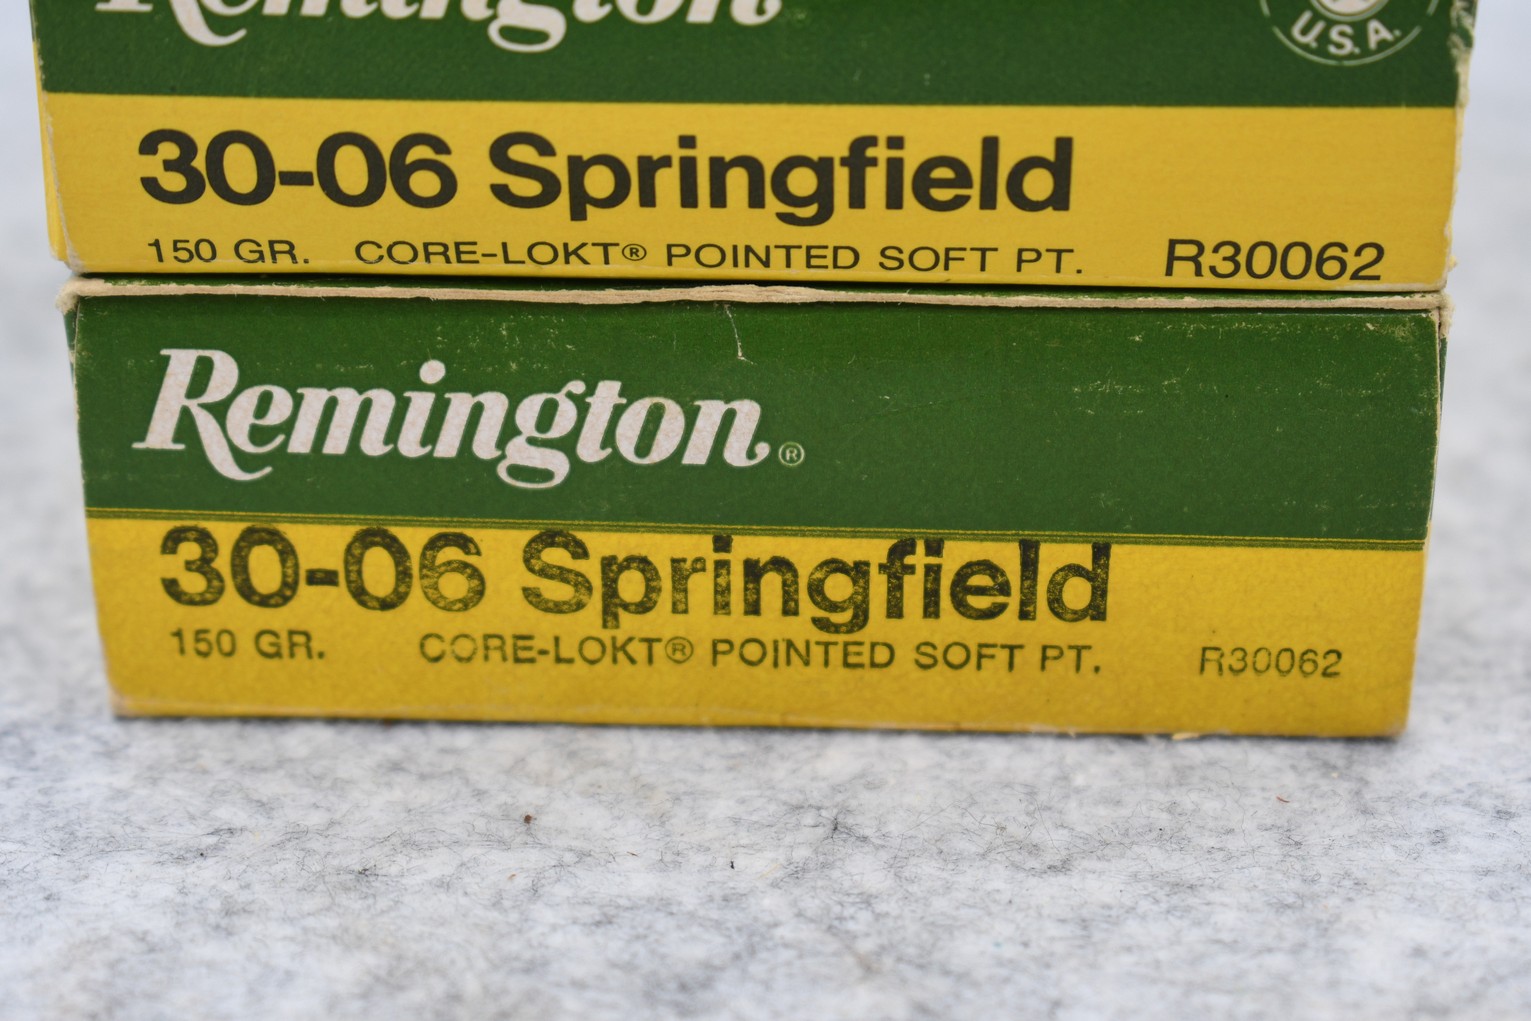 Remington
U.S.A.
30-06 Springfield
150 GR. CORE-LOKT® POINTED SOFT PT. R30062
Remington®
30-06 Springfield
150 GR. CORE-LOKT® POINTED SOFT PT. R30062